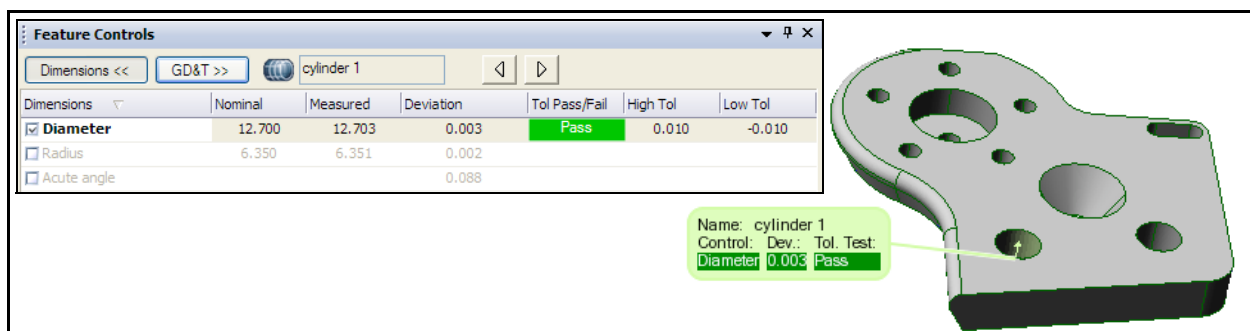 Feature Controls
Dimensions << GD&T >> cylinder 1
Dimensions Nominal Measured Deviation Tol Pass/Fail High Tol Low Tol
Diameter 12.700 12.703 0.003 Pass 0.010 -0.010
Radius 6.350 6.351 0.002
Acute angle 0.088
Name: cylinder 1
Control: Dev.: Tol. Test:
Diameter 0.003 Pass